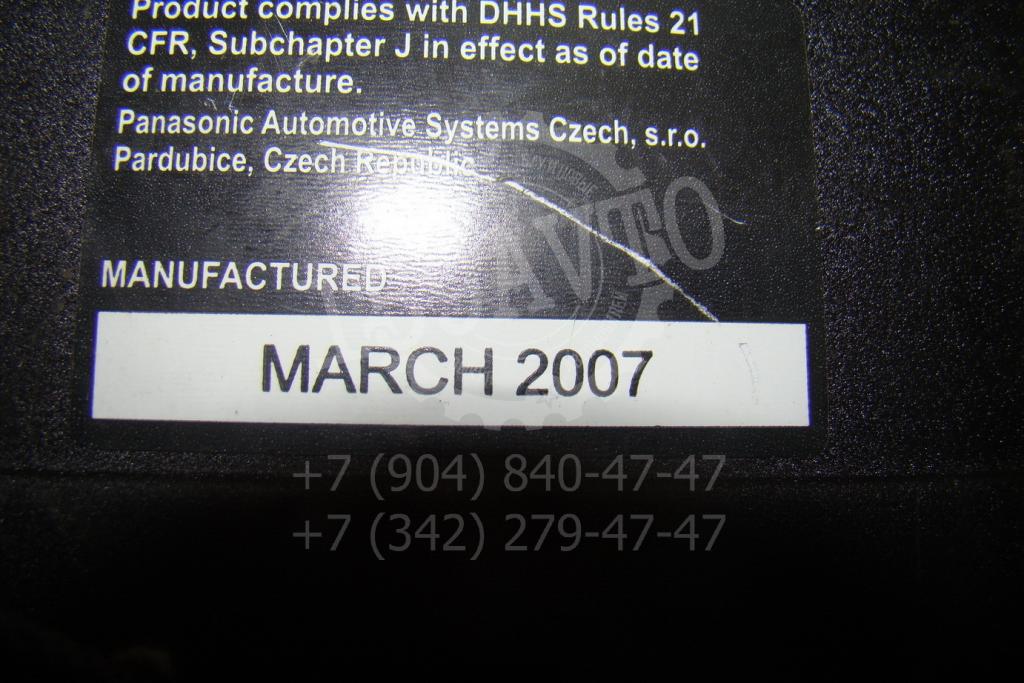 Product complies with DHHS Rules 21
CFR, Subchapter J in effect as of date
of manufacture.
Panasonic Automotive Systems Czech, s.r.o.
Pardubice, Czech Republic
AVTO
MANUFACTURED
MARCH 2007
+7 (904) 840-47-47
+7 (342) 279-47-47